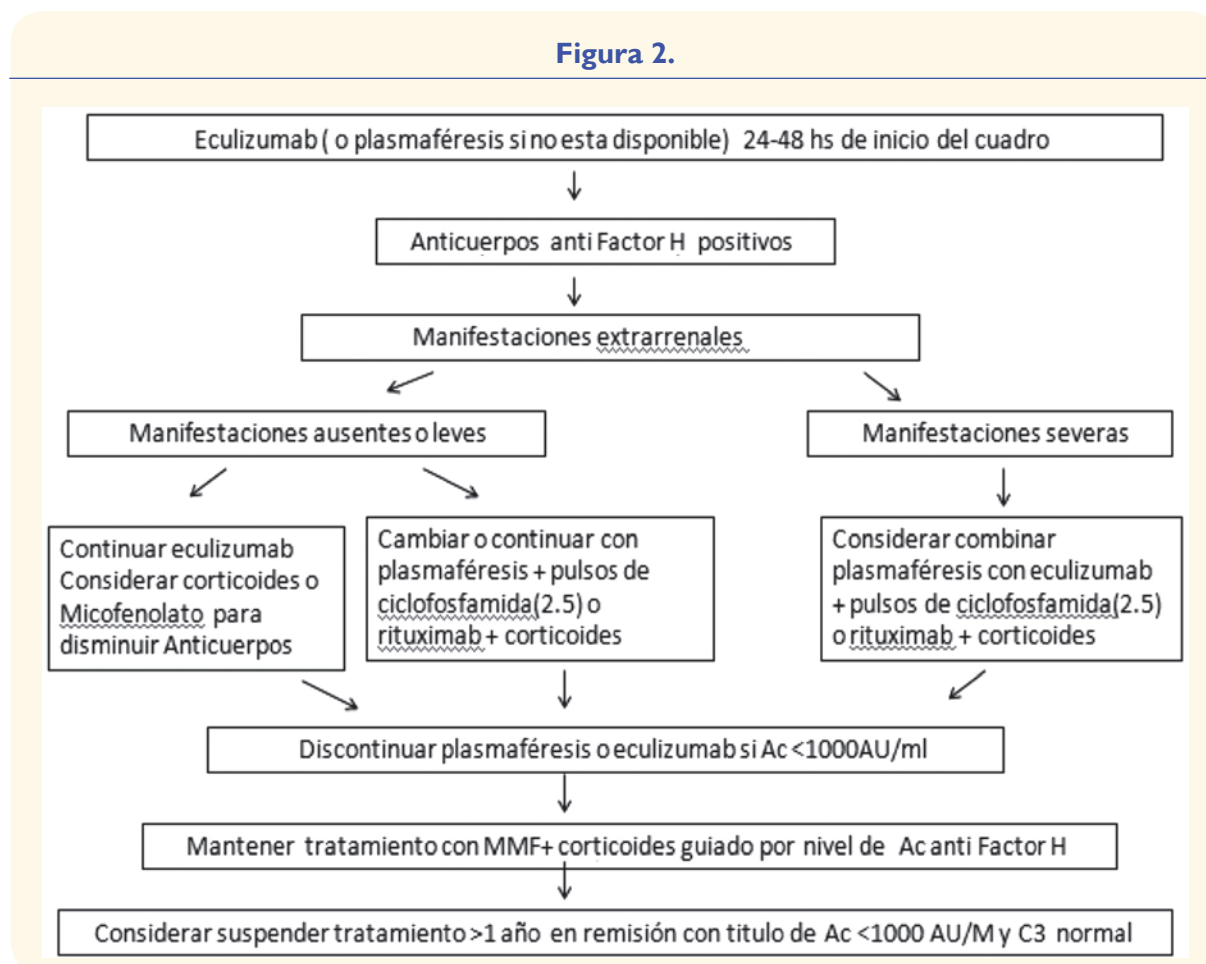 Figura 2.
Eculizumab ( o plasmaféresis si no esta disponible) 24-48 hs de inicio del cuadro
Anticuerpos anti Factor H positivos
Manifestaciones extrarrenales
Manifestaciones ausentes o leves
Manifestaciones severas
Continuar eculizumab
Considerar corticoides o
Micofenolato para
disminuir Anticuerpos
Cambiar o continuar con
plasmaféresis + pulsos de
ciclofosfamida(2.5) o
rituximab + corticoides
Considerar combinar
plasmaféresis con eculizumab
+ pulsos de ciclofosfamida(2.5)
o rituximab + corticoides
Discontinuar plasmaféresis o eculizumab si Ac <1000AU/ml
Mantener tratamiento con MMF+ corticoides guiado por nivel de Ac anti Factor H
Considerar suspender tratamiento >1 año en remisión con titulo de Ac <1000 AU/M y C3 normal